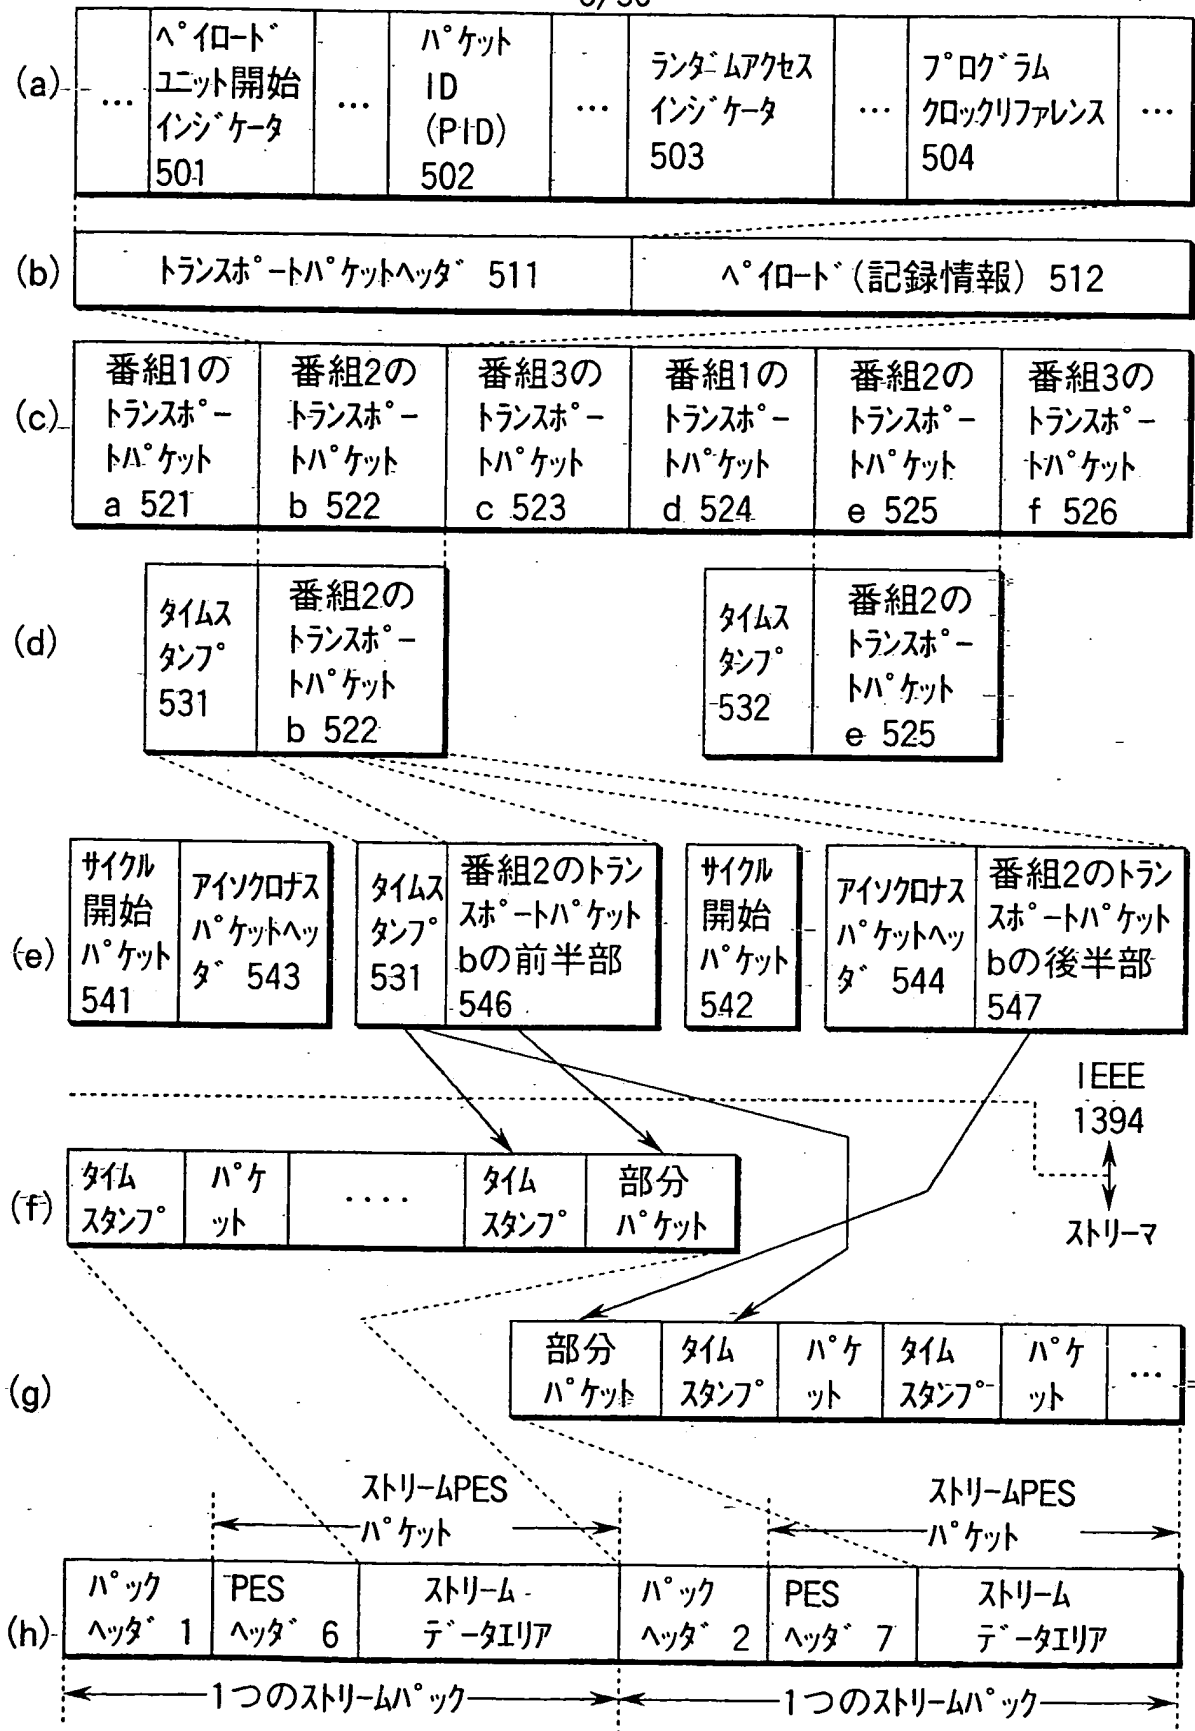 (a)
...
ペイロード
ユニット開始
インジケータ
501
...
パケット
ID
(PID)
502
...
ランダムアクセス
インジケータ
503
...
プログラム
クロックリファレンス
504
...
(b)
トランスポートパケットヘッダ 511
ペイロード(記録情報) 512
(c)
番組1の
トランスポー
トパケット
a 521
番組2の
トランスポー
トパケット
b 522
番組3の
トランスポー
トパケット
c 523
番組1の
トランスポー
トパケット
d 524
番組2の
トランスポー
トパケット
e 525
番組3の
トランスポー
トパケット
f 526
(d)
タイムス
タンプ
531
番組2の
トランスポー
トパケット
b 522
タイムス
タンプ
532
番組2の
トランスポー
トパケット
e 525
(e)
サイクル
開始
パケット
541
アイソクロナス
パケットヘッ
ダ 543
タイムス
タンプ
531
番組2のトラン
スポートパケット
bの前半部
546
サイクル
開始
パケット
542
アイソクロナス
パケットヘッ
ダ 544
番組2のトラン
スポートパケット
bの後半部
547
IEEE
1394
ストリーマ
(f)
タイム
スタンプ
パケ
ット
....
タイム
スタンプ
部分
パケット
(g)
部分
パケット
タイム
スタンプ
パケ
ット
タイム
スタンプ
パケ
ット
...
ストリームPES
パケット
ストリームPES
パケット
(h)
パック
ヘッダ 1
PES
ヘッダ 6
ストリーム
データエリア
パック
ヘッダ 2
PES
ヘッダ 7
ストリーム
データエリア
1つのストリームパック
1つのストリームパック